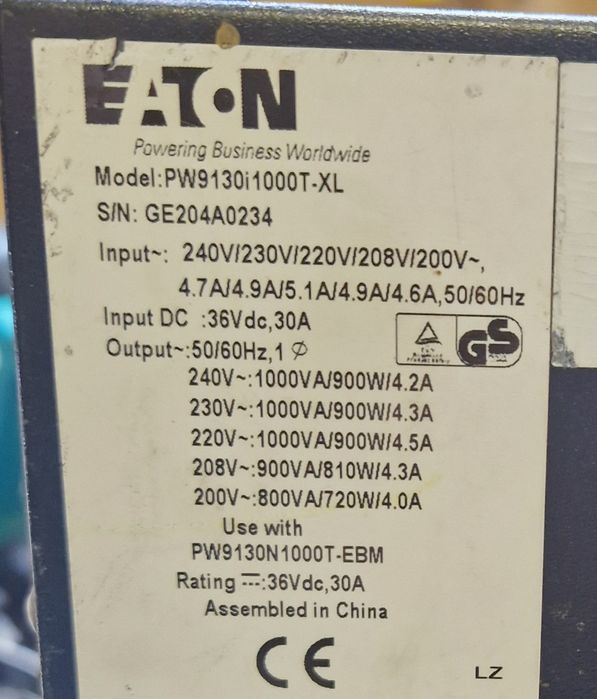 EATON
Powering Business Worldwide
Model:PW9130i1000T-XL
S/N: GE204A0234
Input~: 240V/230V/220V/208V/200V~,
4.7A/4.9A/5.1A/4.9A/4.6A,50/60Hz
Input DC :36Vdc,30A
Output~:50/60Hz,1 ⌀
GS
240V~:1000VA/900W/4.2A
230V~:1000VA/900W/4.3A
220V~:1000VA/900W/4.5A
208V~:900VA/810W/4.3A
200V~:800VA/720W/4.0A
Use with
PW9130N1000T-EBM
Rating ⎓:36Vdc,30A
Assembled in China
CE
LZ